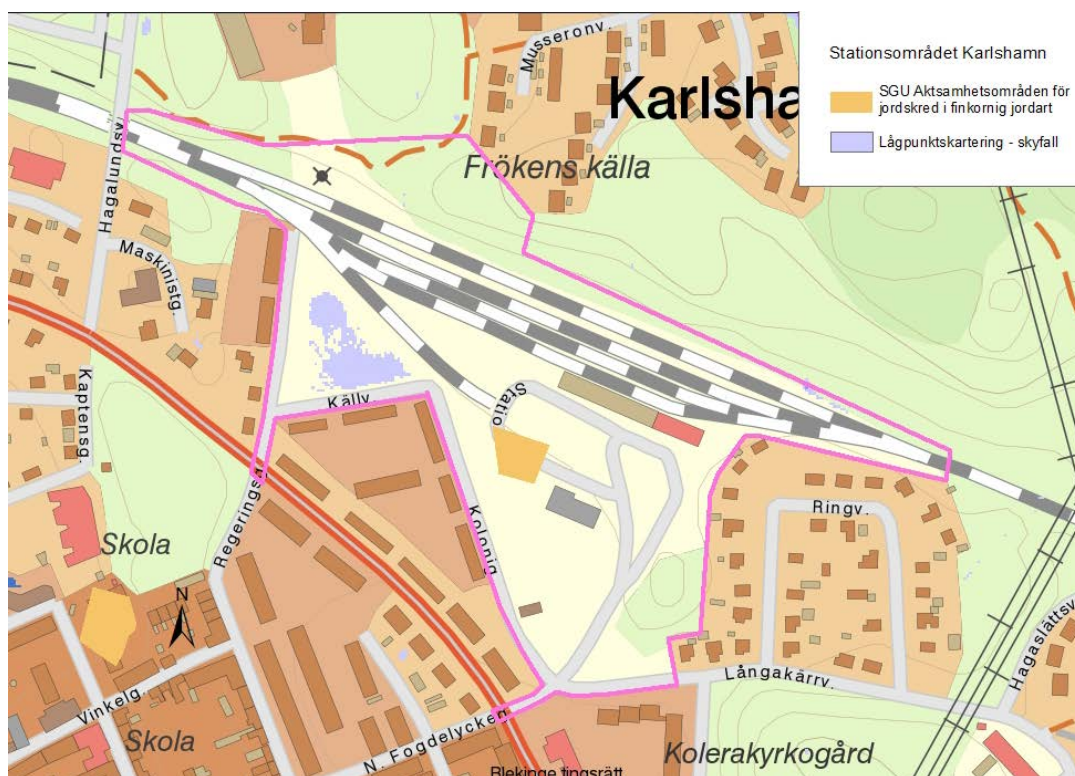 Stationsområdet Karlshamn
SGU Aktsamhetsområden för
jordskred i finkornig jordart
Lågpunktskartering - skyfall
Musseronv.
Karlsha
Frökens källa
Hagalundsv.
Maskinistg.
Kaptensg.
Källv
Statio
Kolonig
Regeringsg
Ringv.
Skola
N
Hagaslättsv
Långakärrv.
Vinkelg.
Skola
N. Fogdelyckeg
Kolerakyrkogård
Blekinge tingsrätt